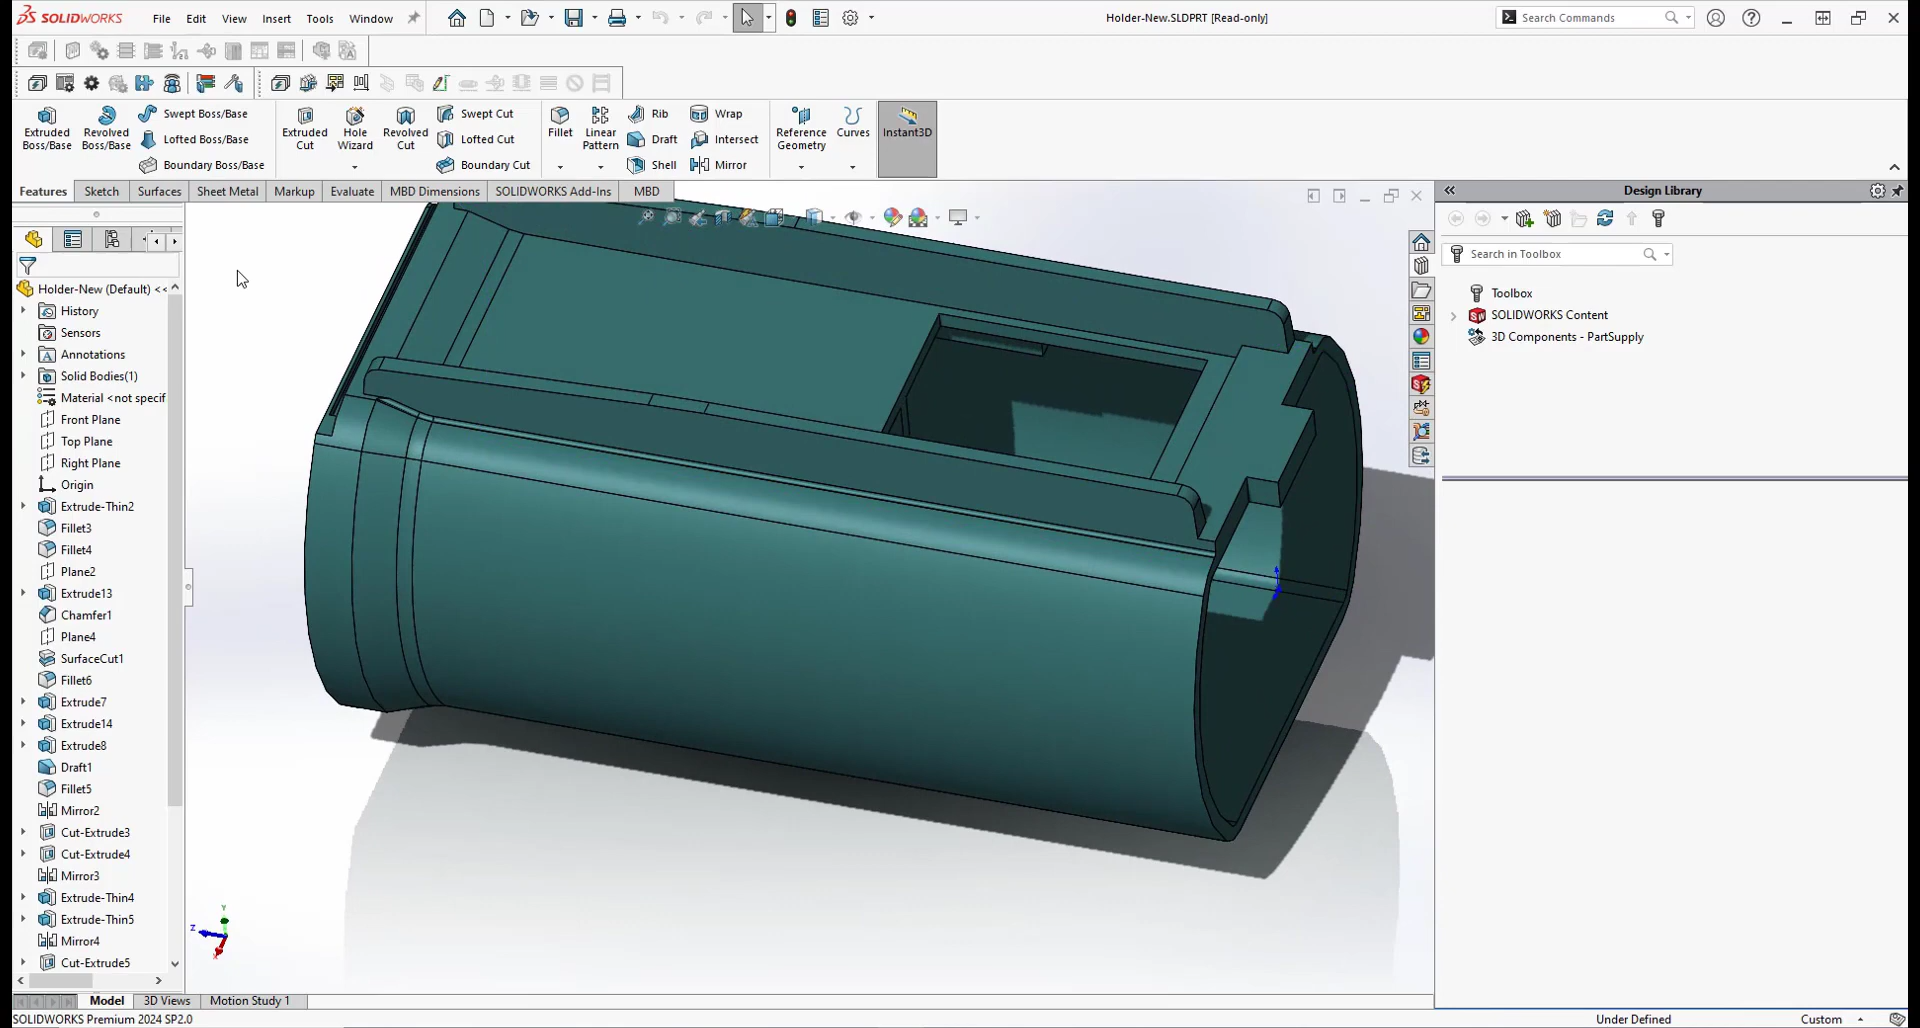 SOLIDWORKS File Edit View Insert Tools Window Holder-New.SLDPRT [Read-only] Search Commands
Extruded Boss/Base
Revolved Boss/Base
Swept Boss/Base
Lofted Boss/Base
Boundary Boss/Base
Extruded Cut
Hole Wizard
Revolved Cut
Swept Cut
Lofted Cut
Boundary Cut
Fillet
Linear Pattern
Rib
Draft
Shell
Wrap
Intersect
Mirror
Reference Geometry
Curves
Instant3D
Features Sketch Surfaces Sheet Metal Markup Evaluate MBD Dimensions SOLIDWORKS Add-Ins MBD
Design Library
Search in Toolbox
Toolbox
SOLIDWORKS Content
3D Components - PartSupply
Holder-New (Default) <<
History
Sensors
Annotations
Solid Bodies(1)
Material <not specif
Front Plane
Top Plane
Right Plane
Origin
Extrude-Thin2
Fillet3
Fillet4
Plane2
Extrude13
Chamfer1
Plane4
SurfaceCut1
Fillet6
Extrude7
Extrude14
Extrude8
Draft1
Fillet5
Mirror2
Cut-Extrude3
Cut-Extrude4
Mirror3
Extrude-Thin4
Extrude-Thin5
Mirror4
Cut-Extrude5
Y
Z
X
Model 3D Views Motion Study 1
SOLIDWORKS Premium 2024 SP2.0 Under Defined Custom